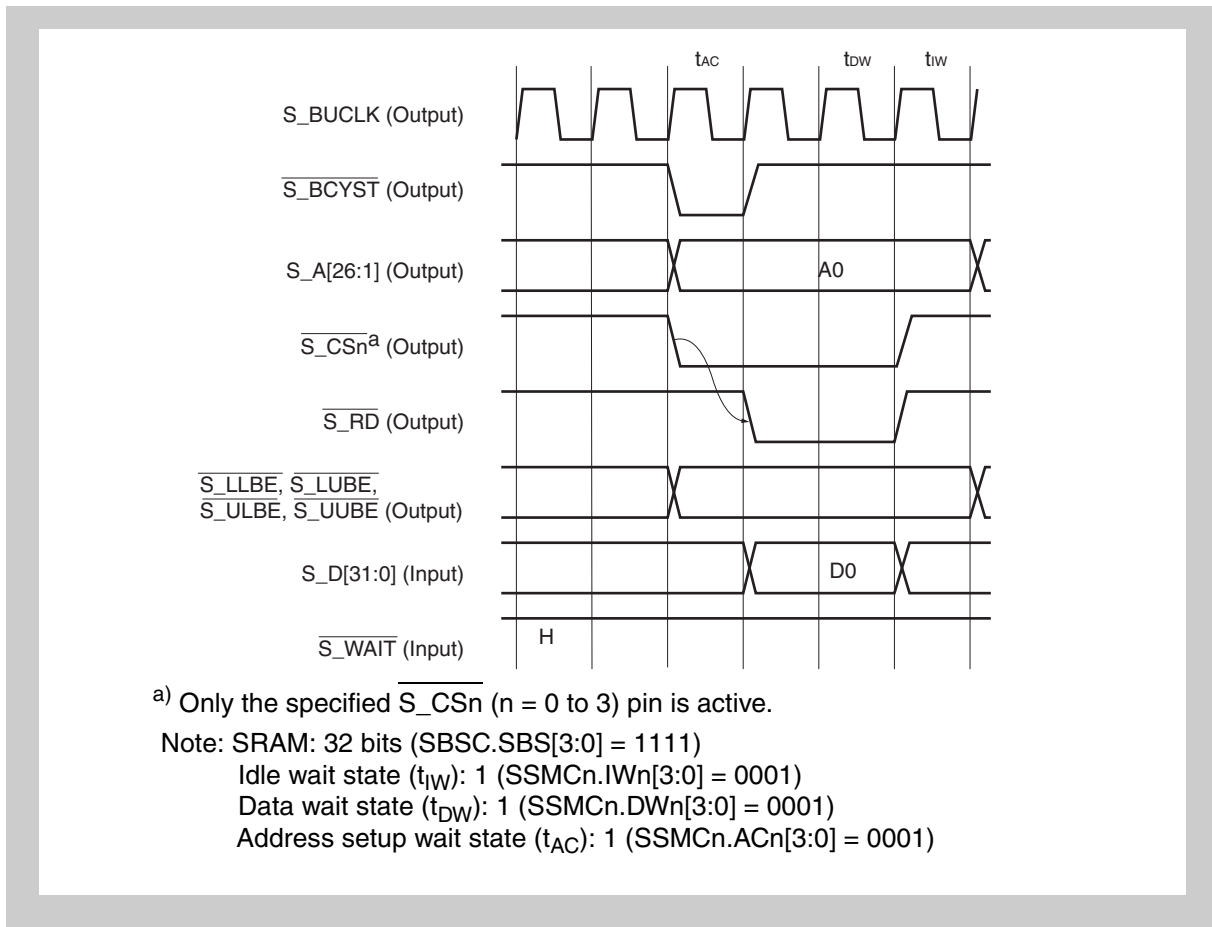 tAC tDW tIW
S_BUCLK (Output)
S_BCYST (Output)
S_A[26:1] (Output)
A0
S_CSna (Output)
S_RD (Output)
S_LLBE, S_LUBE,
S_ULBE, S_UUBE (Output)
S_D[31:0] (Input)
D0
S_WAIT (Input)
H
a) Only the specified S_CSn (n = 0 to 3) pin is active.
Note: SRAM: 32 bits (SBSC.SBS[3:0] = 1111)
Idle wait state (tIW): 1 (SSMCn.IWn[3:0] = 0001)
Data wait state (tDW): 1 (SSMCn.DWn[3:0] = 0001)
Address setup wait state (tAC): 1 (SSMCn.ACn[3:0] = 0001)